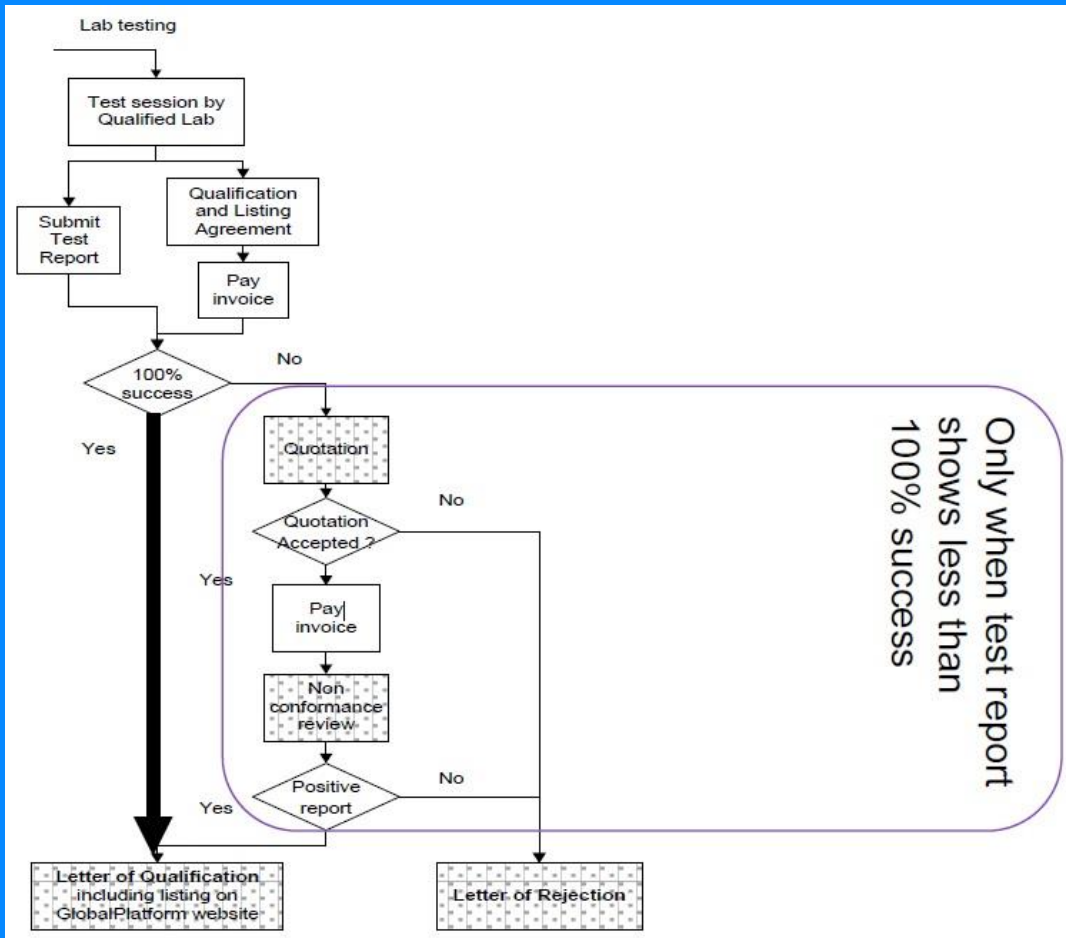 Lab testing
Test session by
Qualified Lab
Qualification
and Listing
Agreement
Submit
Test
Report
Pay
invoice
100%
success
No
Yes
Quotation
Quotation
Accepted ?
No
Yes
Pay
invoice
Non
conformance
review
Positive
report
No
Yes
Only when test report
shows less than
100% success
Letter of Qualification
including listing on
GlobalPlatform website
Letter of Rejection